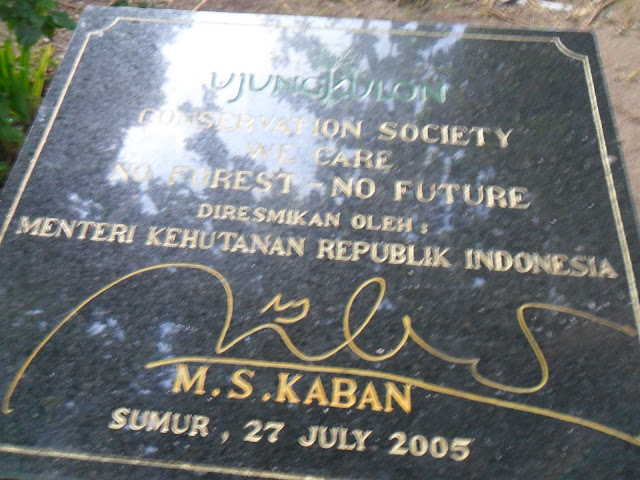 UJUNGKULON
CONSERVATION SOCIETY
WE CARE
NO FOREST - NO FUTURE
DIRESMIKAN OLEH :
MENTERI KEHUTANAN REPUBLIK INDONESIA
M.S.KABAN
SUMUR , 27 JULY 2005